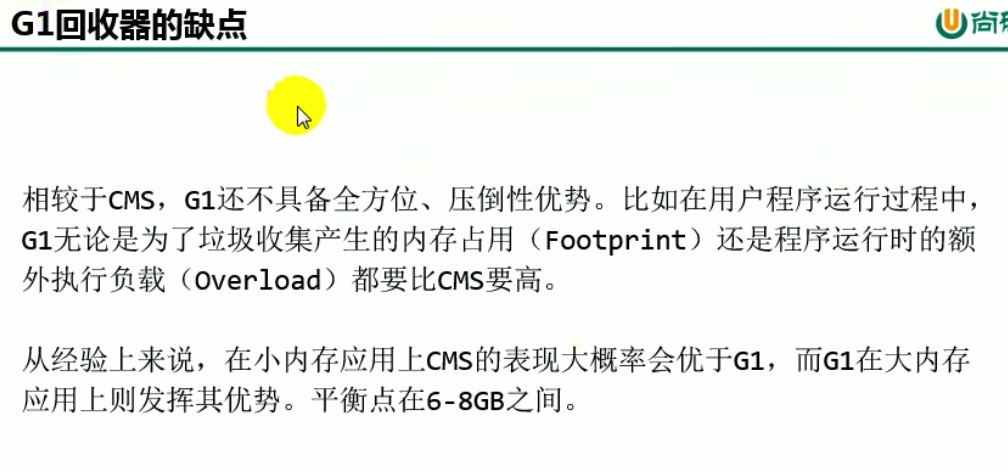 G1回收器的缺点
尚
相较于CMS，G1还不具备全方位、压倒性优势。比如在用户程序运行过程中，
G1无论是为了垃圾收集产生的内存占用（Footprint）还是程序运行时的额
外执行负载（Overload）都要比CMS要高。
从经验上来说，在小内存应用上CMS的表现大概率会优于G1，而G1在大内存
应用上则发挥其优势。平衡点在6-8GB之间。